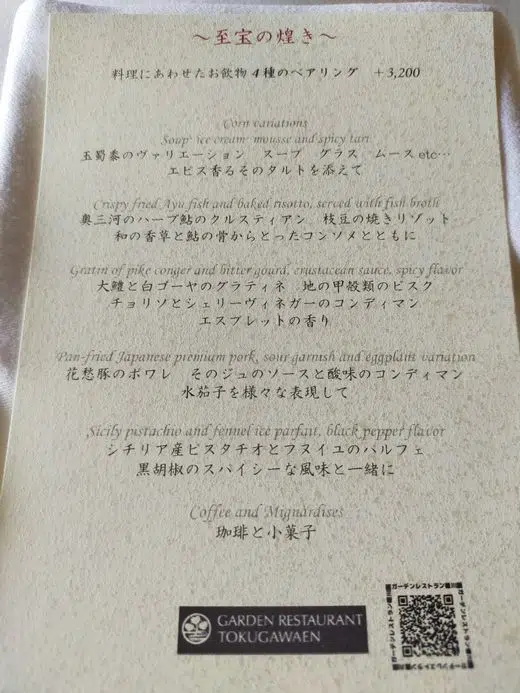 ～至宝の煌き～
料理にあわせたお飲物4種のペアリング　＋3,200
Corn variations
Soup・ice cream・mousse and spicy tart
玉蜀黍のヴァリエーション　スープ　グラス　ムース etc…
エピス香るそのタルトを添えて
Crispy fried Ayu fish and baked risotto, served with fish broth
奥三河のハーブ鮎のクルスティアン　枝豆の焼きリゾット
和の香草と鮎の骨からとったコンソメとともに
Gratin of pike conger and bitter gourd, crustacean sauce, spicy flavor
大鱧と白ゴーヤのグラティネ　地の甲殻類のビスク
チョリソとシェリーヴィネガーのコンディマン
エスプレットの香り
Pan-fried Japanese premium pork, sour garnish and eggplant variation
花愁豚のポワレ　そのジュのソースと酸味のコンディマン
水茄子を様々な表現して
Sicily pistachio and fennel ice parfait, black pepper flavor
シチリア産ピスタチオとフヌイユのパルフェ
黒胡椒のスパイシーな風味と一緒に
Coffee and Mignardises
珈琲と小菓子
GARDEN RESTAURANT
TOKUGAWAEN
ガーデンレストラン徳川園